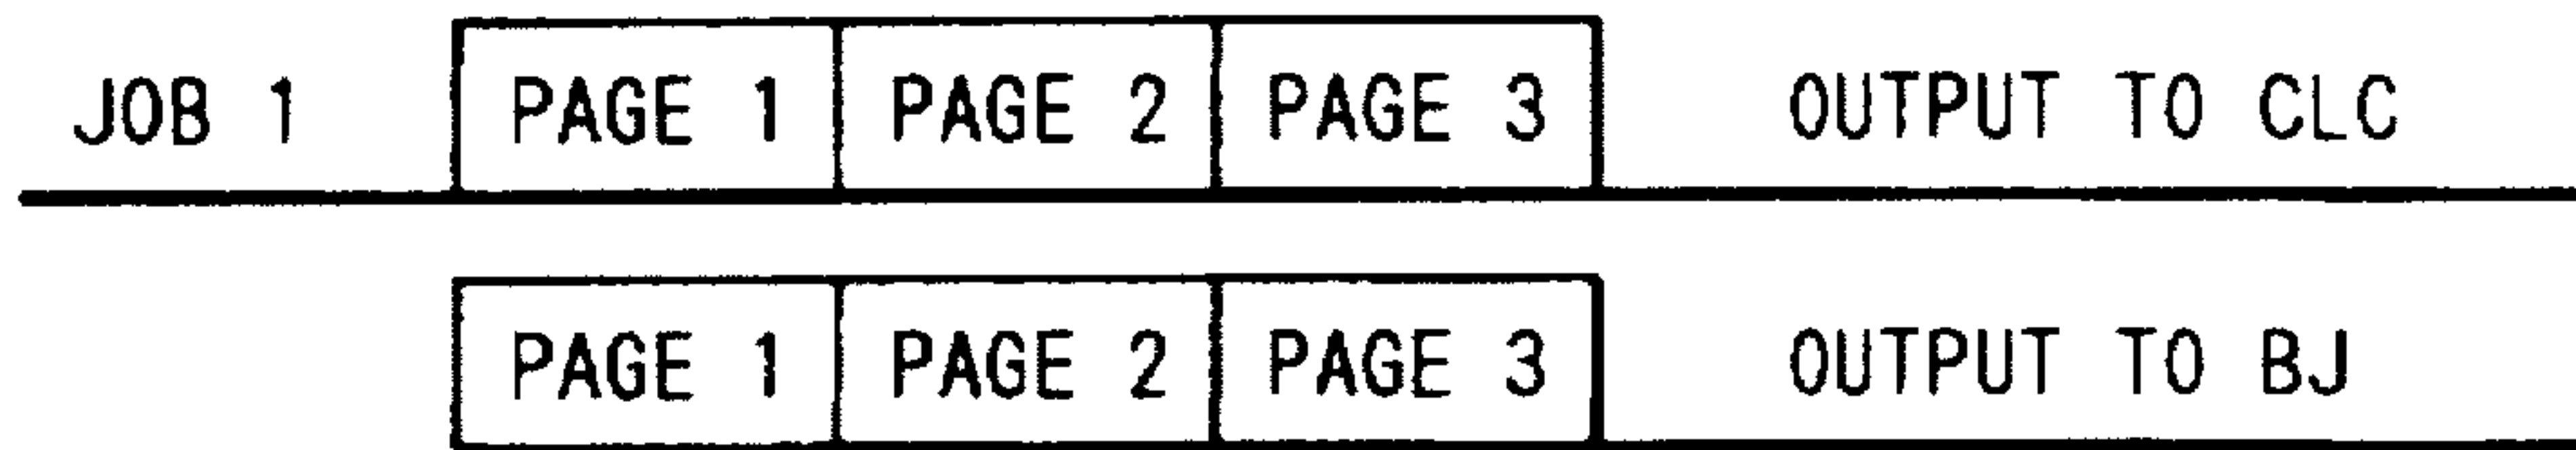 JOB 1 PAGE 1 PAGE 2 PAGE 3 OUTPUT TO CLC
PAGE 1 PAGE 2 PAGE 3 OUTPUT TO BJ